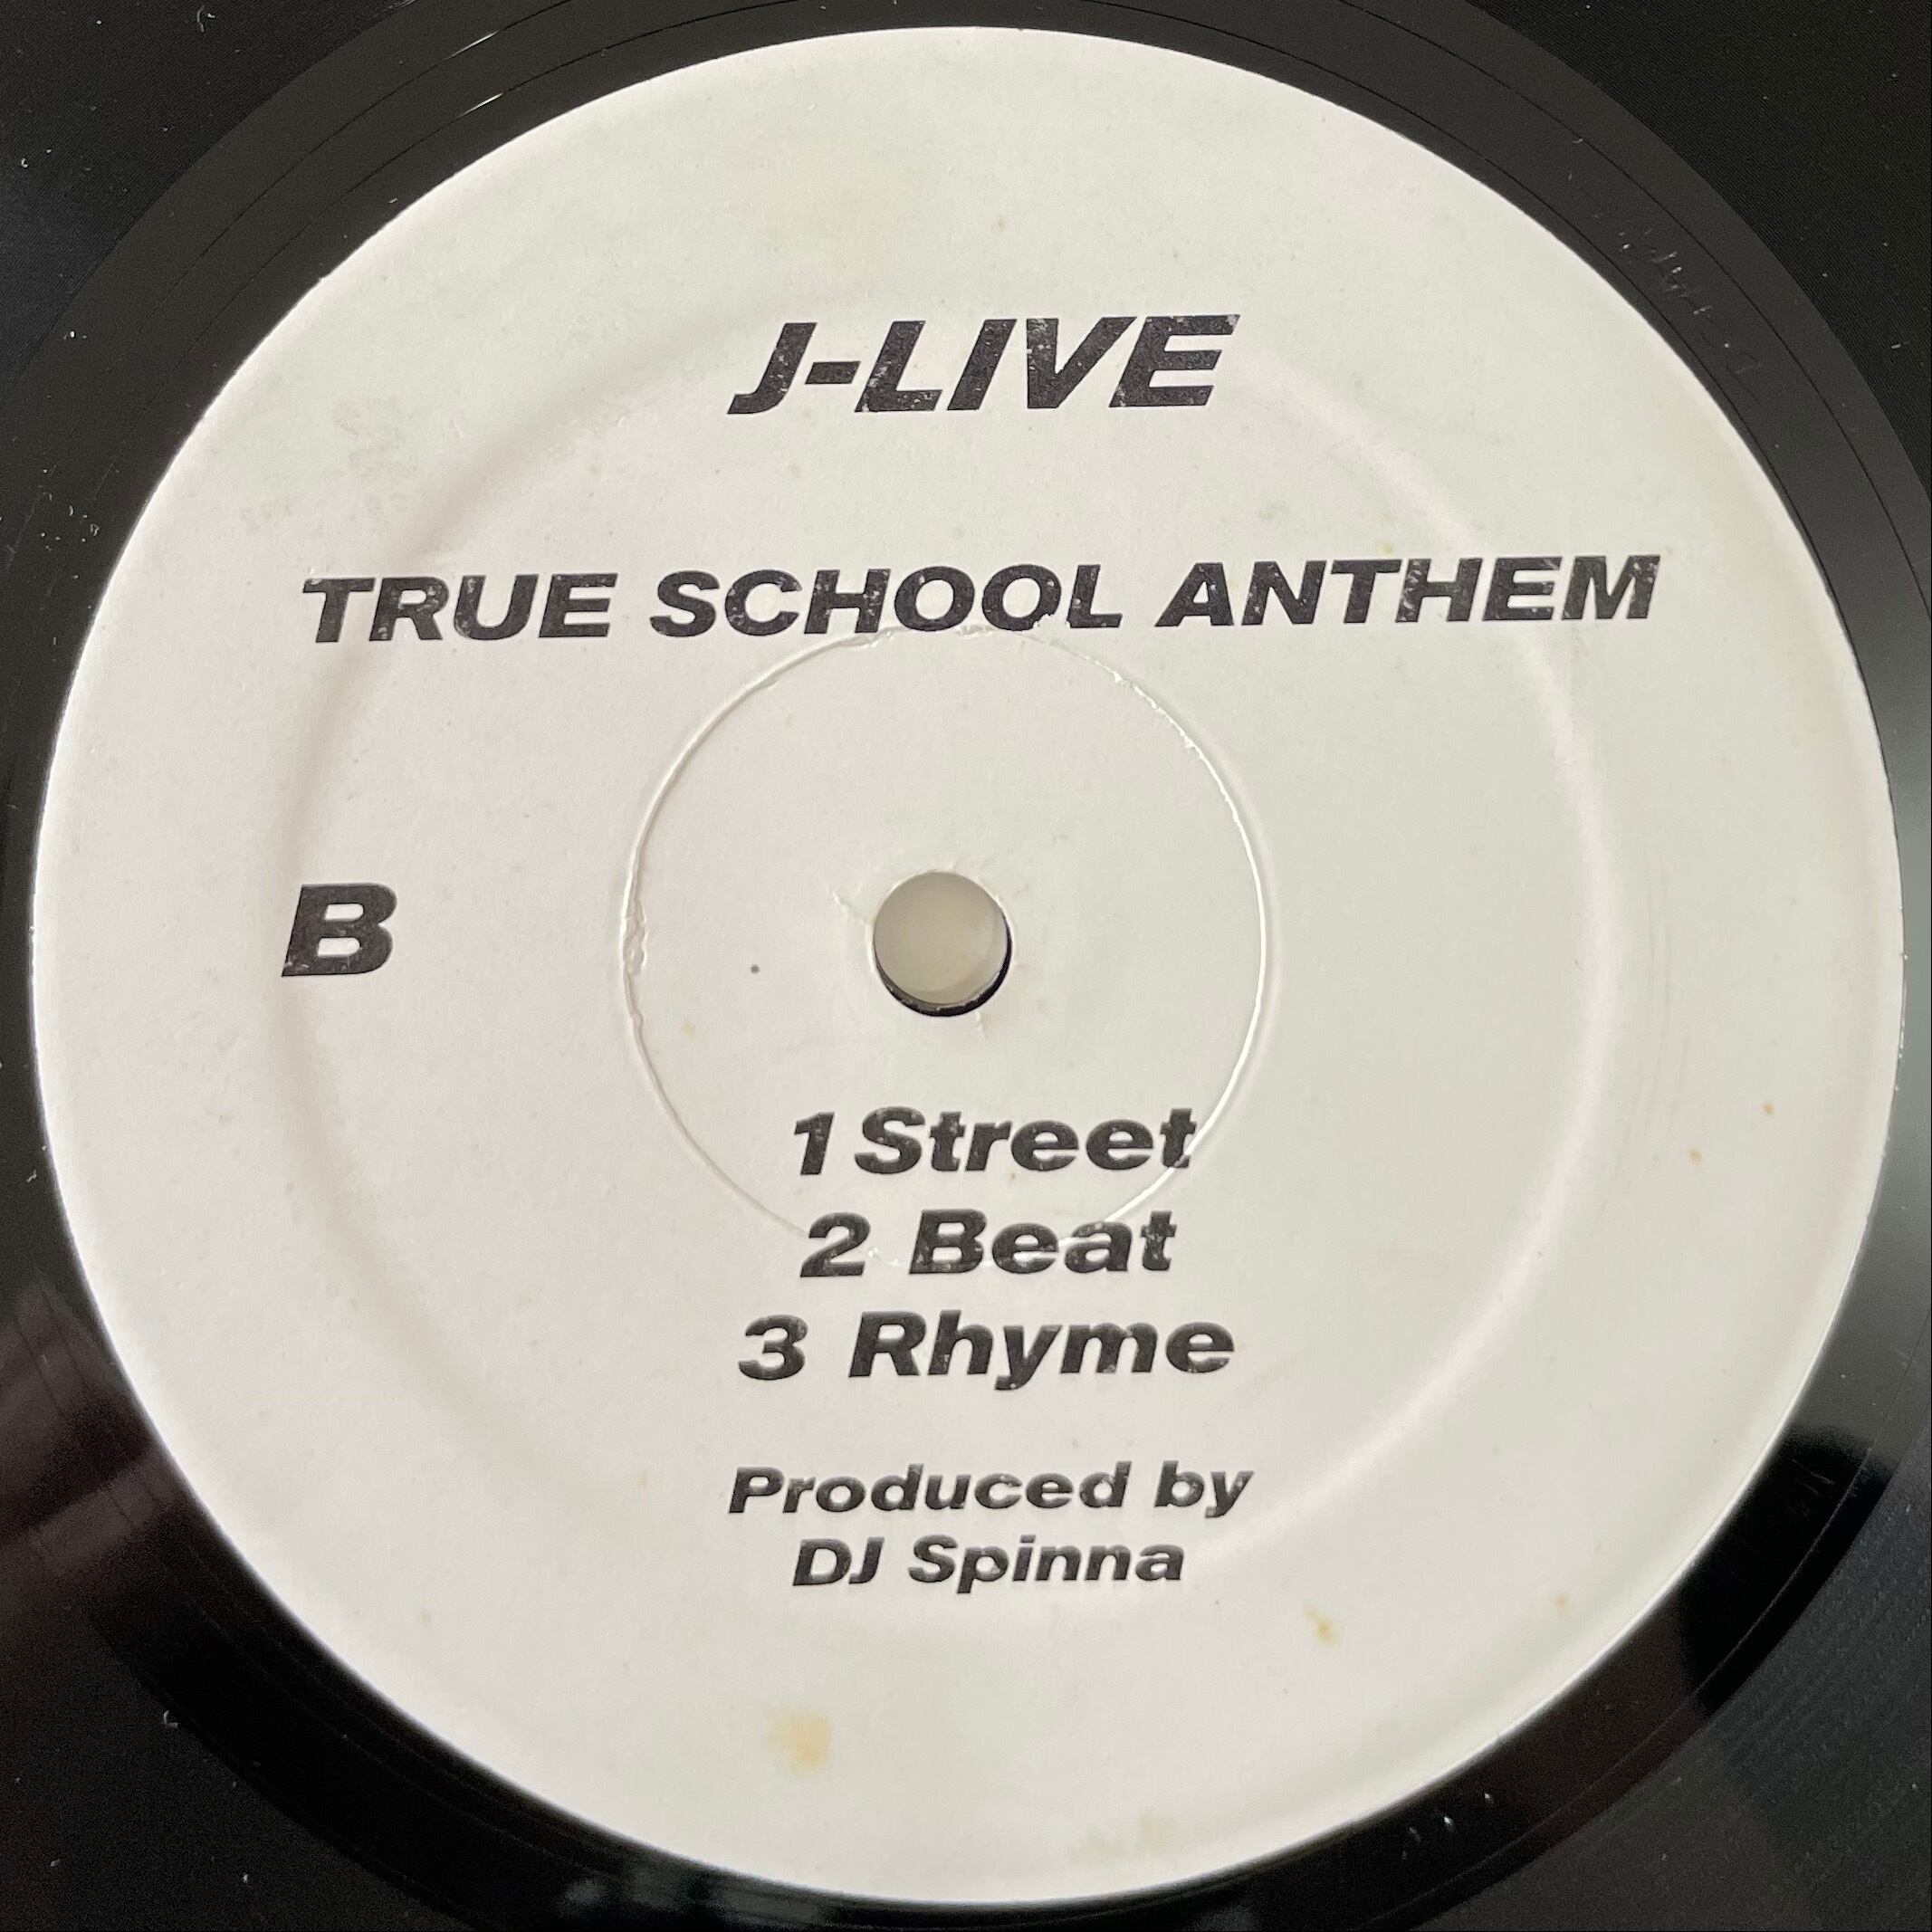 J-LIVE
TRUE SCHOOL ANTHEM
B
1 Street
2 Beat
3 Rhyme
Produced by
DJ Spinna